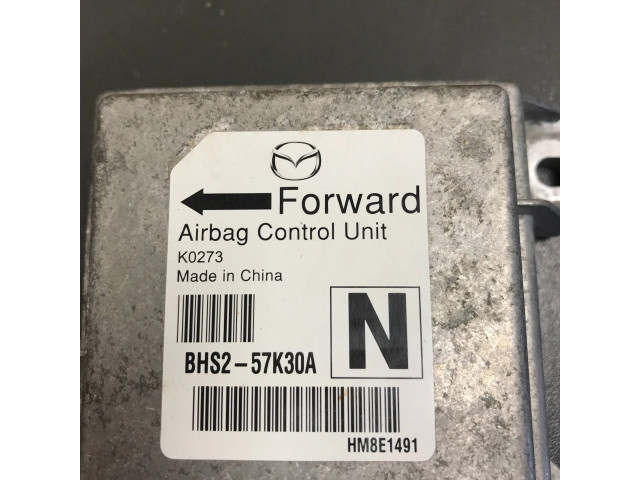 Forward
Airbag Control Unit
K0273
Made in China
BHS2-57K30A
N
HM8E1491